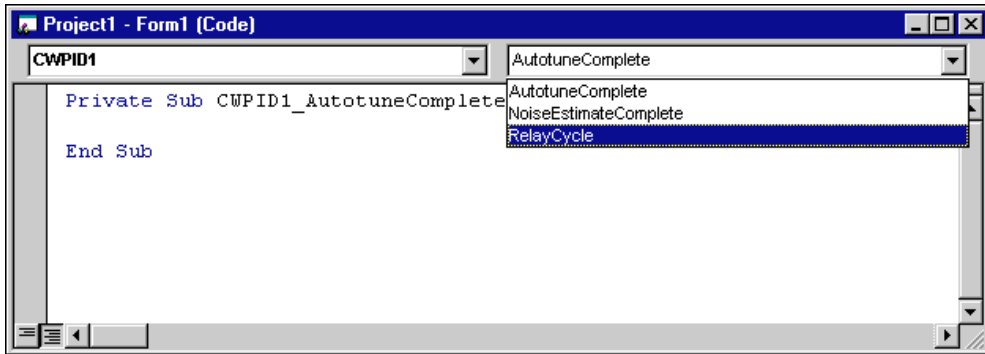 Project1 - Form1 (Code)
CWPID1
AutotuneComplete
Private Sub CWPID1_AutotuneComplete
End Sub
AutotuneComplete
NoiseEstimateComplete
RelayCycle